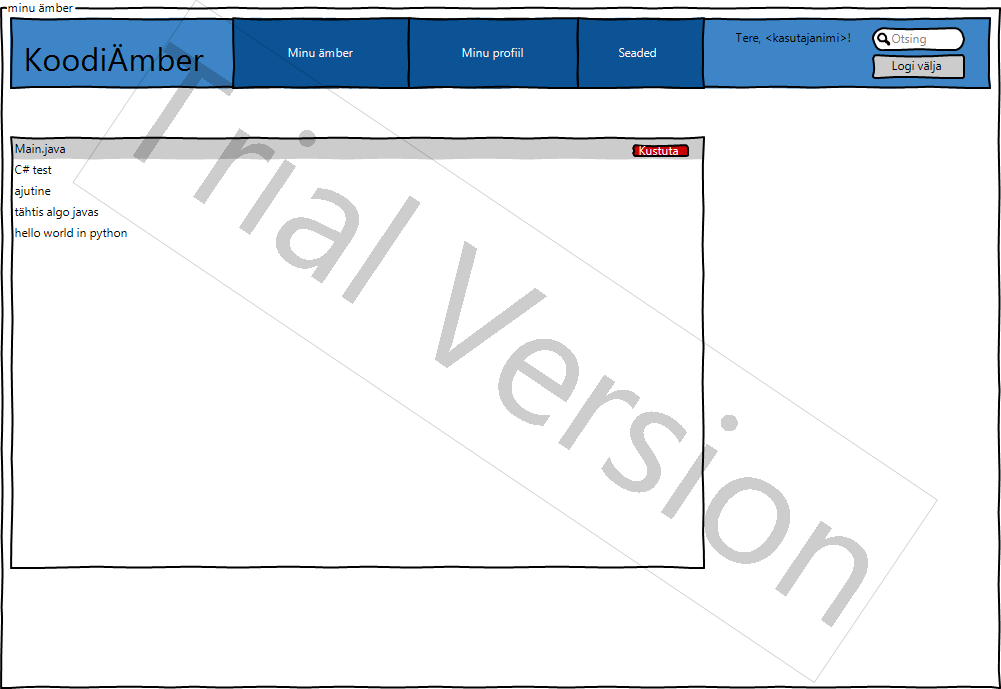 minu ämber
KoodiÄmber
Minu ämber
Minu profiil
Seaded
Tere, <kasutajanimi>!
Otsing
Logi välja
Main.java
Kustuta
C# test
ajutine
tähtis algo javas
hello world in python
Trial Version